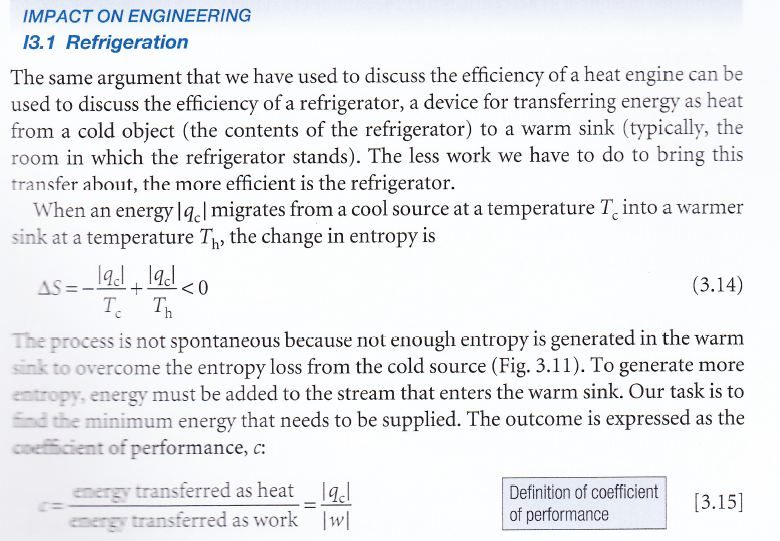 IMPACT ON ENGINEERING
I3.1 Refrigeration
The same argument that we have used to discuss the efficiency of a heat engine can be
used to discuss the efficiency of a refrigerator, a device for transferring energy as heat
from a cold object (the contents of the refrigerator) to a warm sink (typically, the
room in which the refrigerator stands). The less work we have to do to bring this
transfer about, the more efficient is the refrigerator.
When an energy |q_c| migrates from a cool source at a temperature T_c into a warmer
sink at a temperature T_h, the change in entropy is
ΔS = −|q_c|/T_c + |q_c|/T_h < 0 (3.14)
The process is not spontaneous because not enough entropy is generated in the warm
sink to overcome the entropy loss from the cold source (Fig. 3.11). To generate more
entropy, energy must be added to the stream that enters the warm sink. Our task is to
find the minimum energy that needs to be supplied. The outcome is expressed as the
coefficient of performance, c:
c = energy transferred as heat / energy transferred as work = |q_c| / |w|
Definition of coefficient
of performance
[3.15]